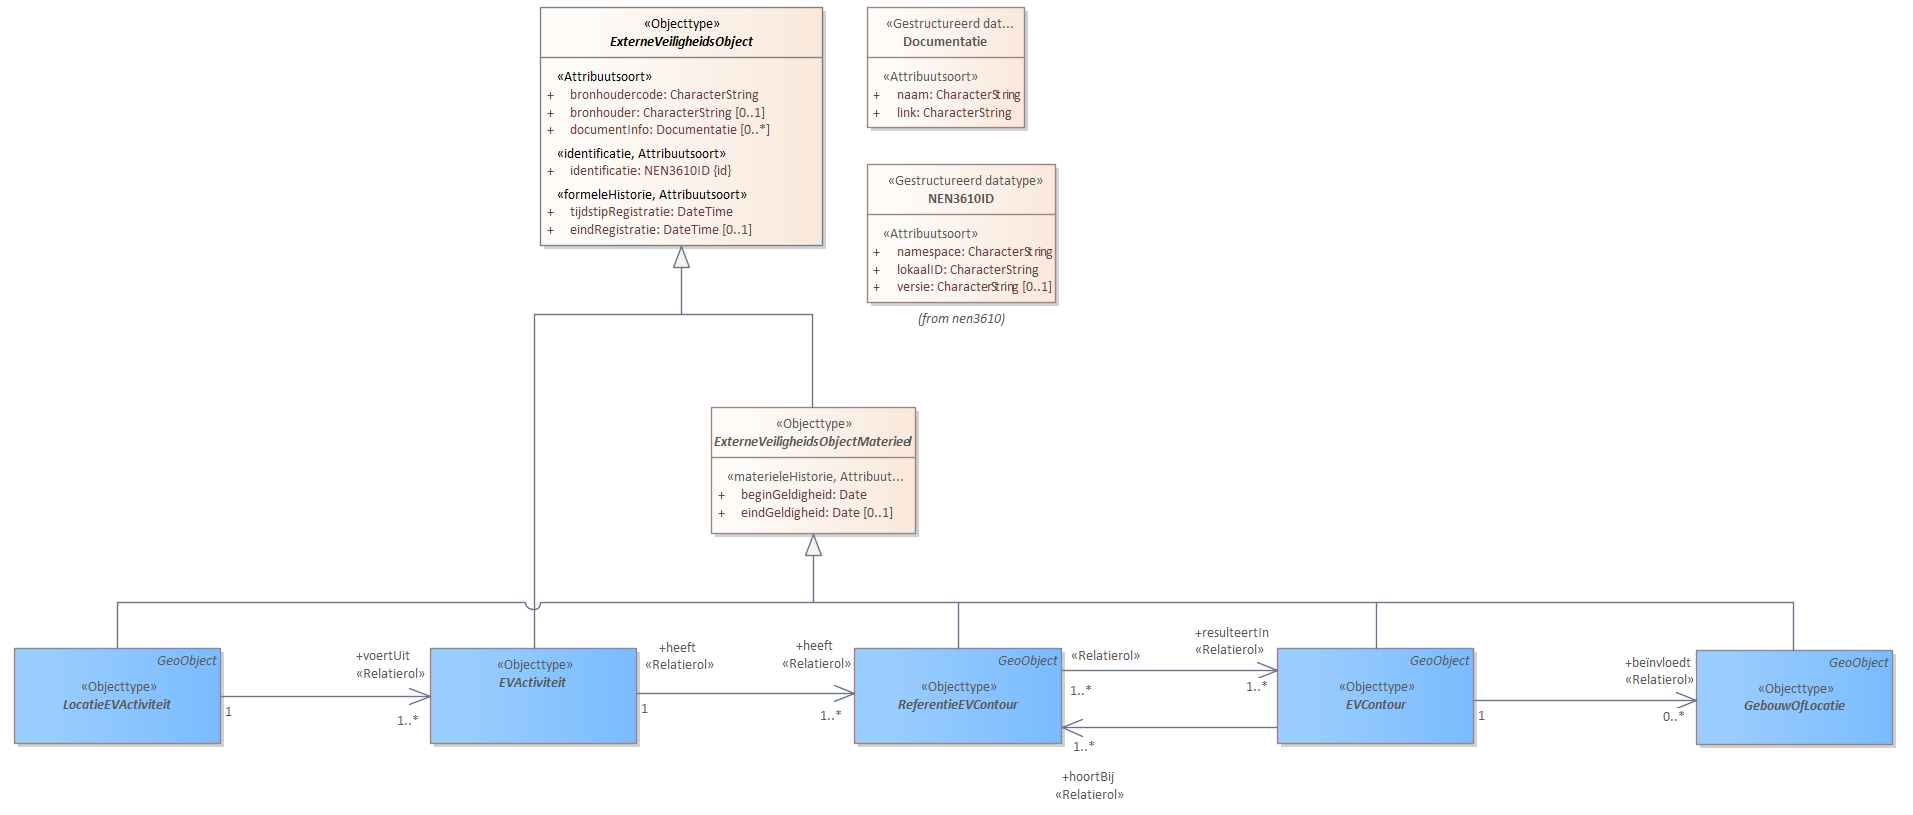 «Objecttype»
ExterneVeiligheidsObject
«Attribuutsoort»
+ bronhoudercode: CharacterString
+ bronhouder: CharacterString [0..1]
+ documentInfo: Documentatie [0..*]
«identificatie, Attribuutsoort»
+ identificatie: NEN3610ID {id}
«formeleHistorie, Attribuutsoort»
+ tijdstipRegistratie: DateTime
+ eindRegistratie: DateTime [0..1]
«Gestructureerd dat...
Documentatie
«Attribuutsoort»
+ naam: CharacterString
+ link: CharacterString
«Gestructureerd datatype»
NEN3610ID
«Attribuutsoort»
+ namespace: CharacterString
+ lokaalID: CharacterString
+ versie: CharacterString [0..1]
(from nen3610)
«Objecttype»
ExterneVeiligheidsObjectMaterieel
«materieleHistorie, Attribuut...
+ beginGeldigheid: Date
+ eindGeldigheid: Date [0..1]
GeoObject
«Objecttype»
LocatieEVActiviteit
1
+voertUit
«Relatierol»
1..*
«Objecttype»
EVActiviteit
+heeft
«Relatierol»
1
+heeft
«Relatierol»
1..*
GeoObject
«Objecttype»
ReferentieEVContour
«Relatierol»
1..*
+resulteertIn
«Relatierol»
1..*
1..*
+hoortBij
«Relatierol»
GeoObject
«Objecttype»
EVContour
1
+beïnvloedt
«Relatierol»
0..*
GeoObject
«Objecttype»
GebouwOfLocatie